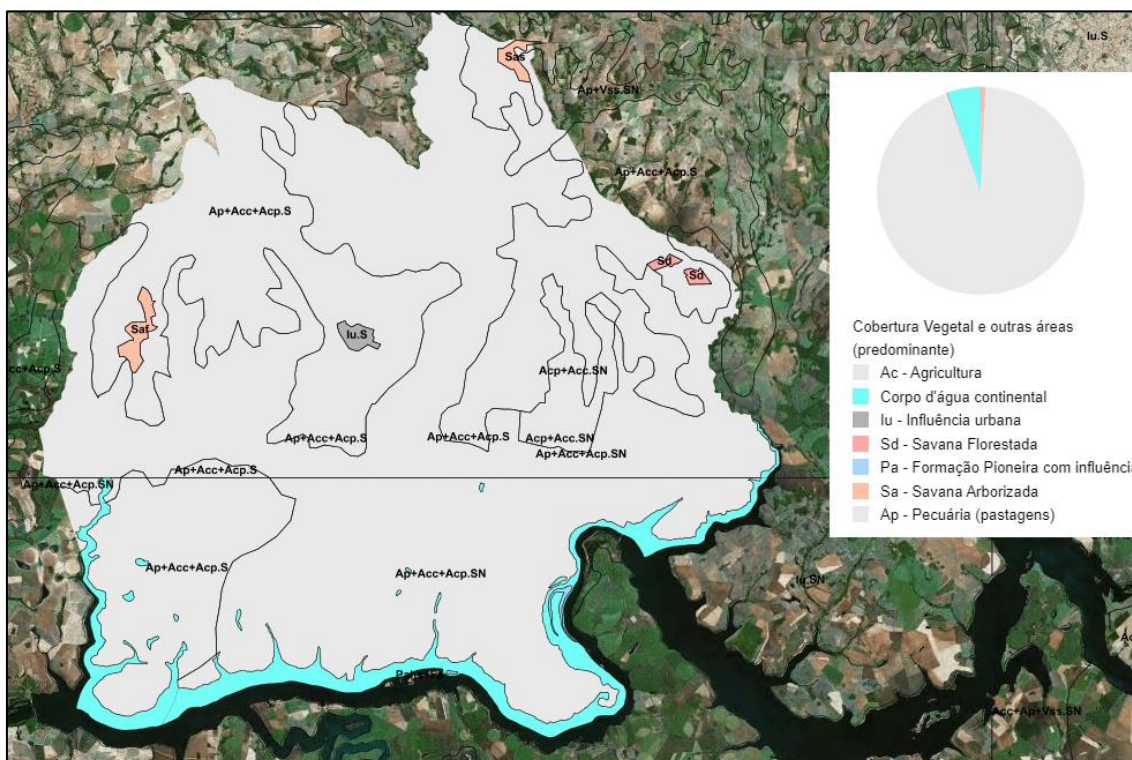 Iu.S
Sas
Ap+Vss.SN
Ap+Acc+Acp.S
Ap+Acc+Acp.S
Sd
Sd
Saf
Iu.S
Acc+Acp.S
Acp+Acc.SN
Ap+Acc+Acp.S
Ap+Acc+Acp.S
Acp+Acc.SN
Ap+Acc+Acp.SN
Ap+Acc+Acp.S
Ap+Acc+Acp.SN
Ap+Acc+Acp.S
Ap+Acc+Acp.SN
Iu.SN
Acc+Ap+Vss.SN
Cobertura Vegetal e outras áreas
(predominante)
Ac - Agricultura
Corpo d'água continental
Iu - Influência urbana
Sd - Savana Florestada
Pa - Formação Pioneira com influência
Sa - Savana Arborizada
Ap - Pecuária (pastagens)